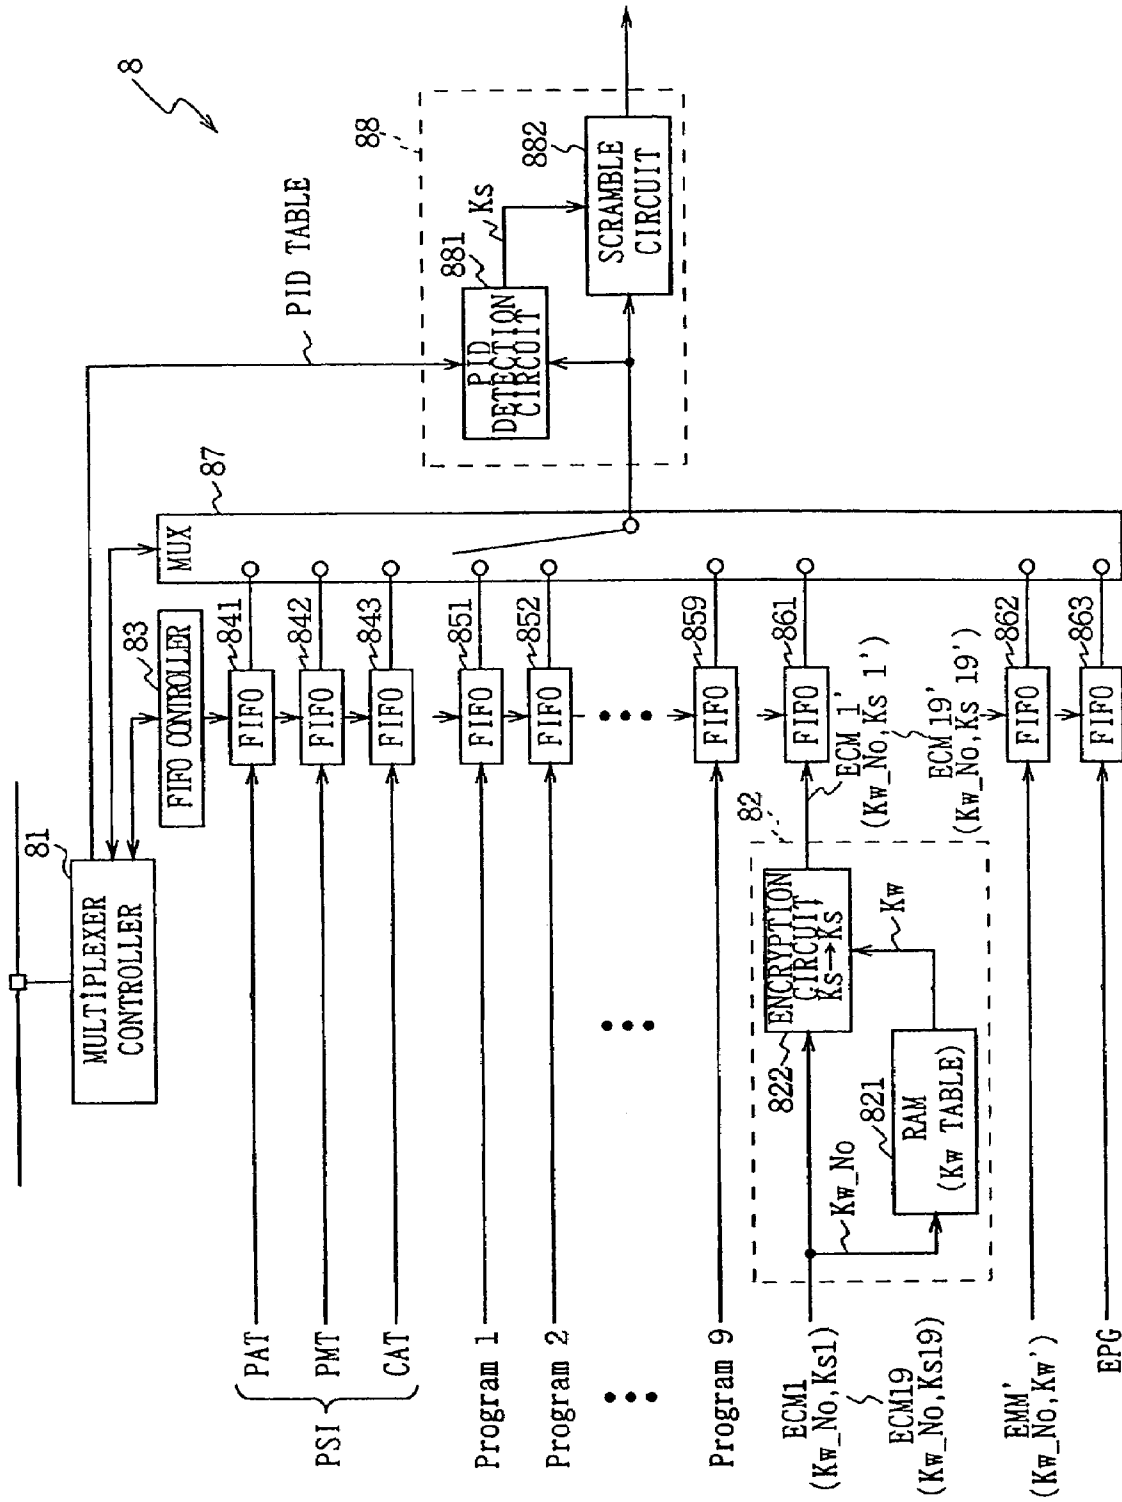 8
MULTIPLEXER
CONTROLLER
81
PID TABLE
FIFO CONTROLLER
83
MUX
87
88
PID
DETECTION
CIRCUIT
881
Ks
SCRAMBLE
CIRCUIT
882
PSI
PAT
FIFO
841
PMT
FIFO
842
CAT
FIFO
843
Program 1
FIFO
851
Program 2
FIFO
852
Program 9
FIFO
859
ECM1
(Kw_No,Ks1)
ECM19
(Kw_No,Ks19)
Kw_No
82
822
ENCRYPTION
CIRCUIT
Ks→Ks'
Kw
821
RAM
(Kw TABLE)
ECM 1'
(Kw_No,Ks 1')
ECM 19'
(Kw_No,Ks 19')
FIFO
861
EMM'
(Kw_No,Kw')
FIFO
862
EPG
FIFO
863